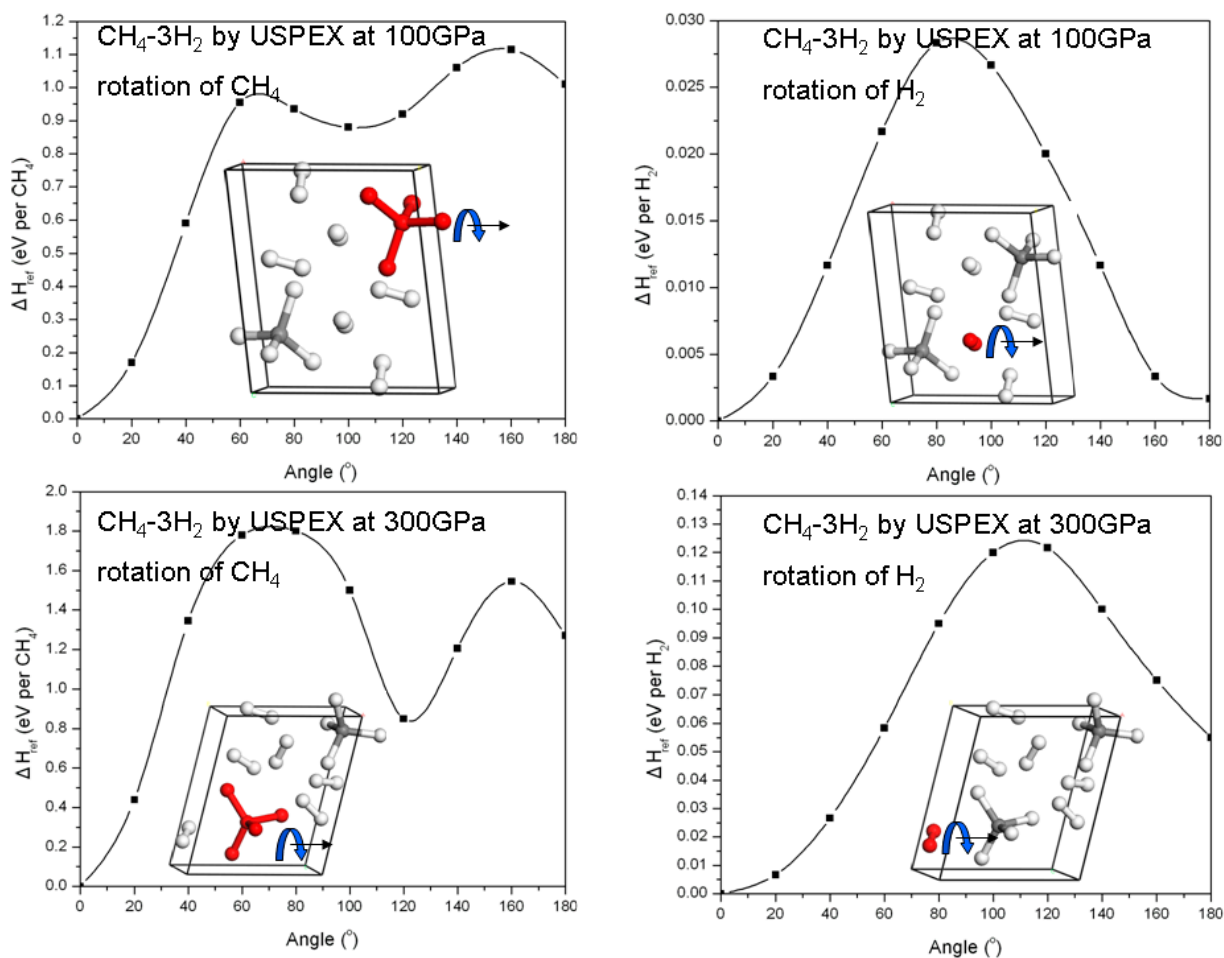 CH₄-3H₂ by USPEX at 100GPa
rotation of CH₄
1.2
1.1
1.0
0.9
0.8
0.7
0.6
0.5
0.4
0.3
0.2
0.1
0.0
Δ H_ref (eV per CH₄)
0 20 40 60 80 100 120 140 160 180
Angle (°)
CH₄-3H₂ by USPEX at 100GPa
rotation of H₂
0.030
0.025
0.020
0.015
0.010
0.005
0.000
Δ H_ref (eV per H₂)
0 20 40 60 80 100 120 140 160 180
Angle (°)
CH₄-3H₂ by USPEX at 300GPa
rotation of CH₄
2.0
1.8
1.6
1.4
1.2
1.0
0.8
0.6
0.4
0.2
0.0
Δ H_ref (eV per CH₄)
0 20 40 60 80 100 120 140 160 180
Angle (°)
CH₄-3H₂ by USPEX at 300GPa
rotation of H₂
0.14
0.13
0.12
0.11
0.10
0.09
0.08
0.07
0.06
0.05
0.04
0.03
0.02
0.01
0.00
Δ H_ref (eV per H₂)
0 20 40 60 80 100 120 140 160 180
Angle (°)